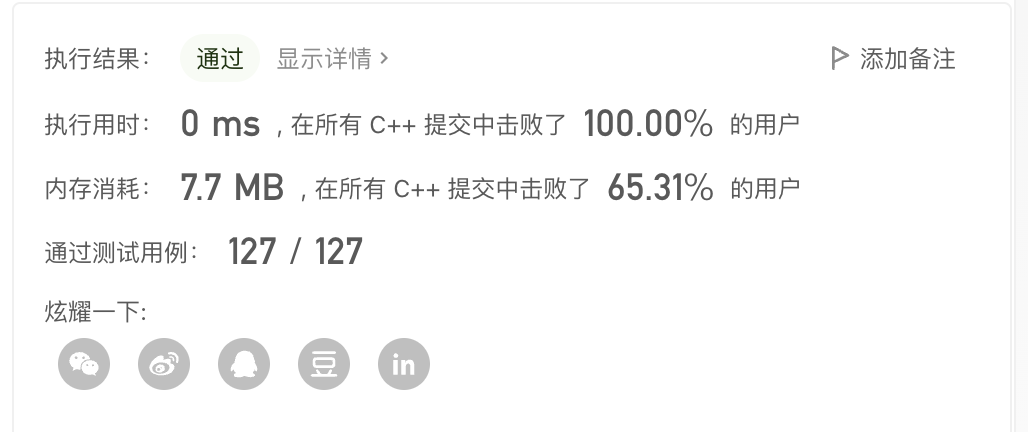 执行结果： 通过 显示详情 > 添加备注
执行用时： 0 ms , 在所有 C++ 提交中击败了 100.00% 的用户
内存消耗： 7.7 MB , 在所有 C++ 提交中击败了 65.31% 的用户
通过测试用例： 127 / 127
炫耀一下:
豆 in